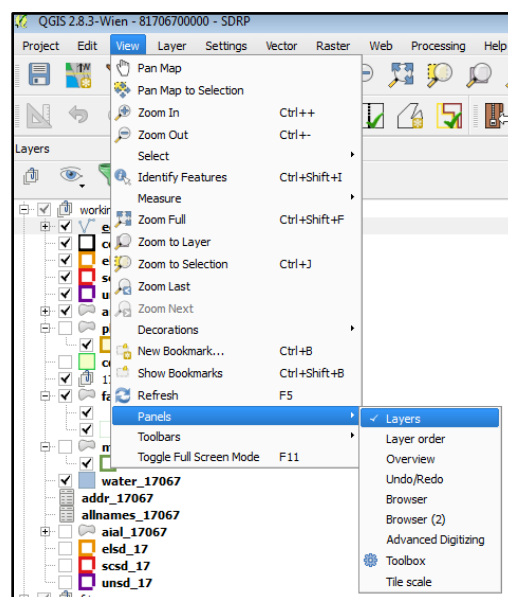 QGIS 2.8.3-Wien - 81706700000 - SDRP
Project Edit View Layer Settings Vector Raster Web Processing Help
Layers
Pan Map
Pan Map to Selection
Zoom In Ctrl++
Zoom Out Ctrl+-
Select
Identify Features Ctrl+Shift+I
Measure
Zoom Full Ctrl+Shift+F
Zoom to Layer
Zoom to Selection Ctrl+J
Zoom Last
Zoom Next
Decorations
New Bookmark... Ctrl+B
Show Bookmarks Ctrl+Shift+B
Refresh F5
Panels
Toolbars
Toggle Full Screen Mode F11
Layers
Layer order
Overview
Undo/Redo
Browser
Browser (2)
Advanced Digitizing
Toolbox
Tile scale
water_17067
addr_17067
allnames_17067
aial_17067
elsd_17
scsd_17
unsd_17